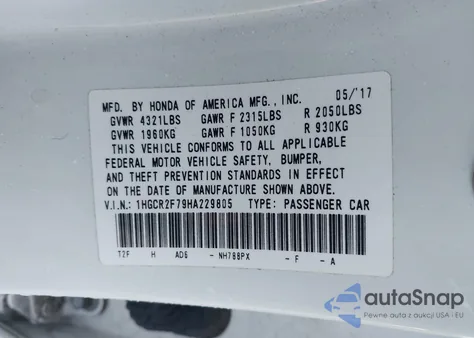 MFD. BY HONDA OF AMERICA MFG., INC. 05/'17
GVWR 4321LBS GAWR F 2315LBS R 2050LBS
GVWR 1960KG GAWR F 1050KG R 930KG
THIS VEHICLE CONFORMS TO ALL APPLICABLE
FEDERAL MOTOR VEHICLE SAFETY, BUMPER,
AND THEFT PREVENTION STANDARDS IN EFFECT
ON THE DATE OF MANUFACTURE SHOWN ABOVE.
V.I.N.: 1HGCR2F79HA229805 TYPE: PASSENGER CAR
T2F H AD6 - NH788PX - F - A
autoSnap
Pewne auta z aukcji USA i EU